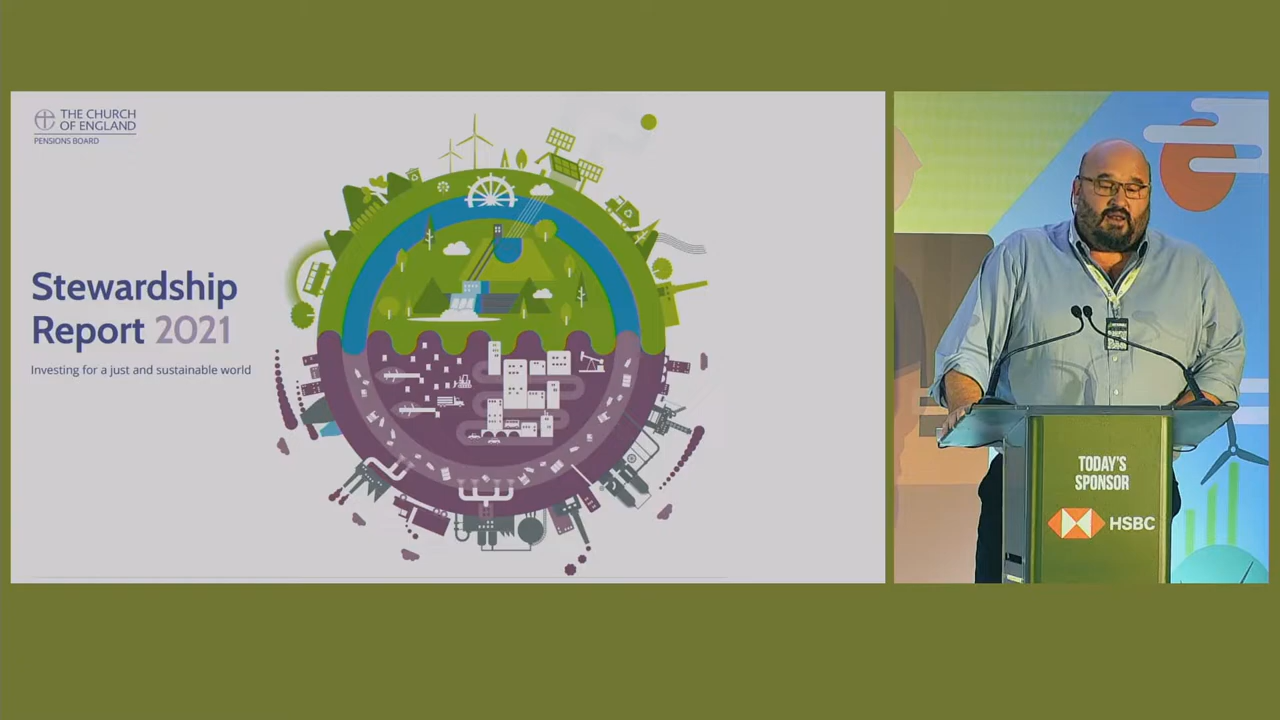 THE CHURCH
OF ENGLAND
PENSIONS BOARD
Stewardship
Report 2021
Investing for a just and sustainable world
TODAY'S
SPONSOR
HSBC